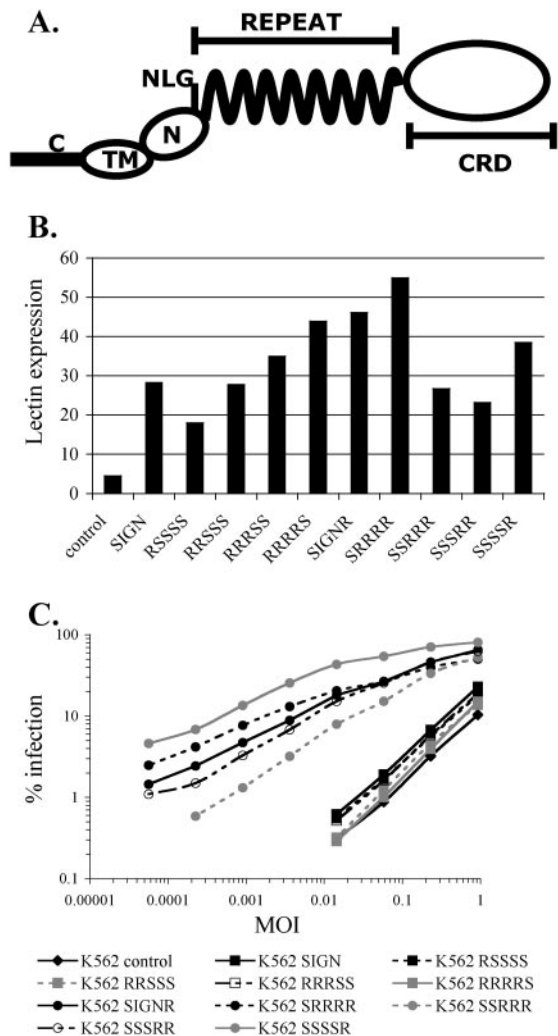 A.
REPEAT
NLG
C
TM
N
CRD
B.
Lectin expression
60
50
40
30
20
10
0
control
SIGN
RSSSS
RRSSS
RRRSS
RRRRS
SIGNR
SRRRR
SSRRR
SSSRR
SSSSR
C.
% infection
100
10
1
0.1
0.00001 0.0001 0.001 0.01 0.1 1
MOI
K562 control K562 SIGN K562 RSSSS
K562 RRSSS K562 RRRSS K562 RRRRS
K562 SIGNR K562 SRRRR K562 SSRRR
K562 SSSRR K562 SSSSR